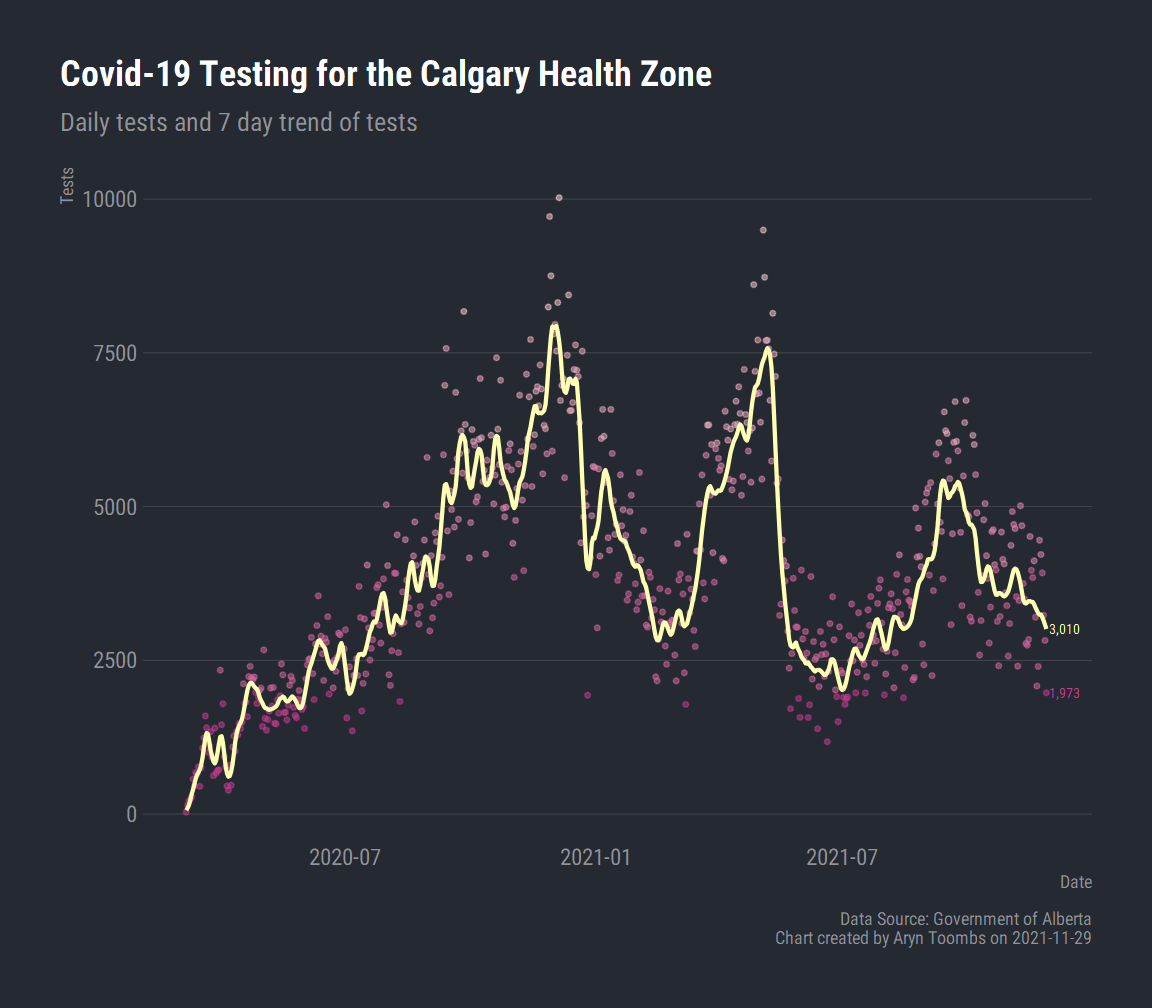 Covid-19 Testing for the Calgary Health Zone
Daily tests and 7 day trend of tests
Tests
10000
7500
5000
2500
0
3,010
1,973
2020-07
2021-01
2021-07
Date
Data Source: Government of Alberta
Chart created by Aryn Toombs on 2021-11-29